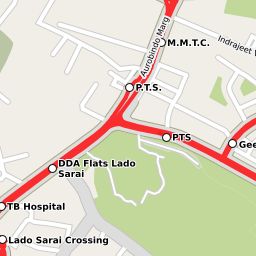 Indrajeet
Aurobindo Marg
M.M.T.C.
P.T.S.
PTS
Gee
DDA Flats Lado
Sarai
TB Hospital
Lado Sarai Crossing